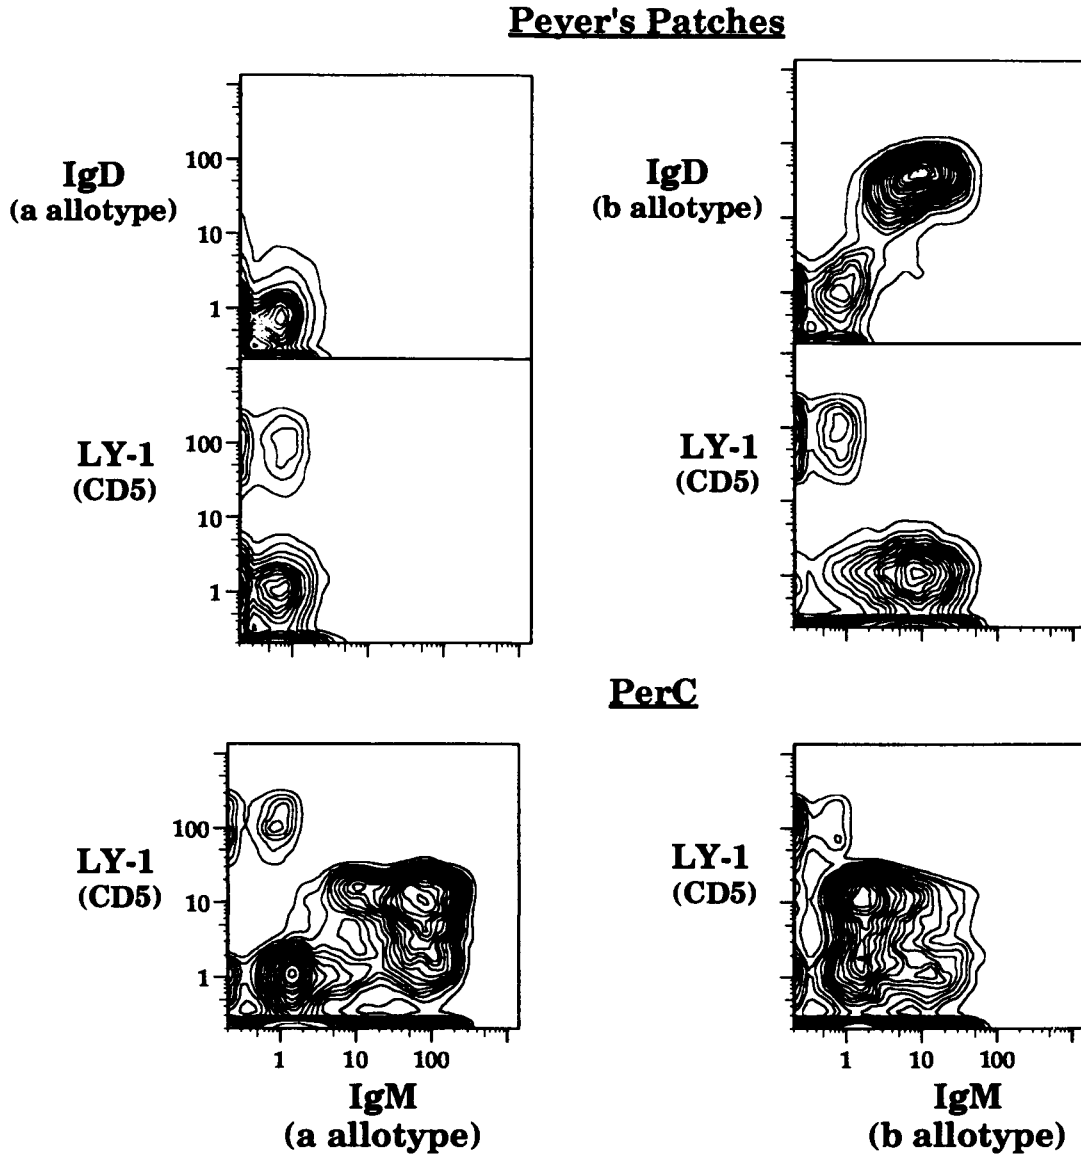 Peyer's Patches
IgD
(a allotype)
100
10
1
IgD
(b allotype)
LY-1
(CD5)
100
10
1
LY-1
(CD5)
PerC
LY-1
(CD5)
100
10
1
1 10 100
IgM
(a allotype)
LY-1
(CD5)
1 10 100
IgM
(b allotype)